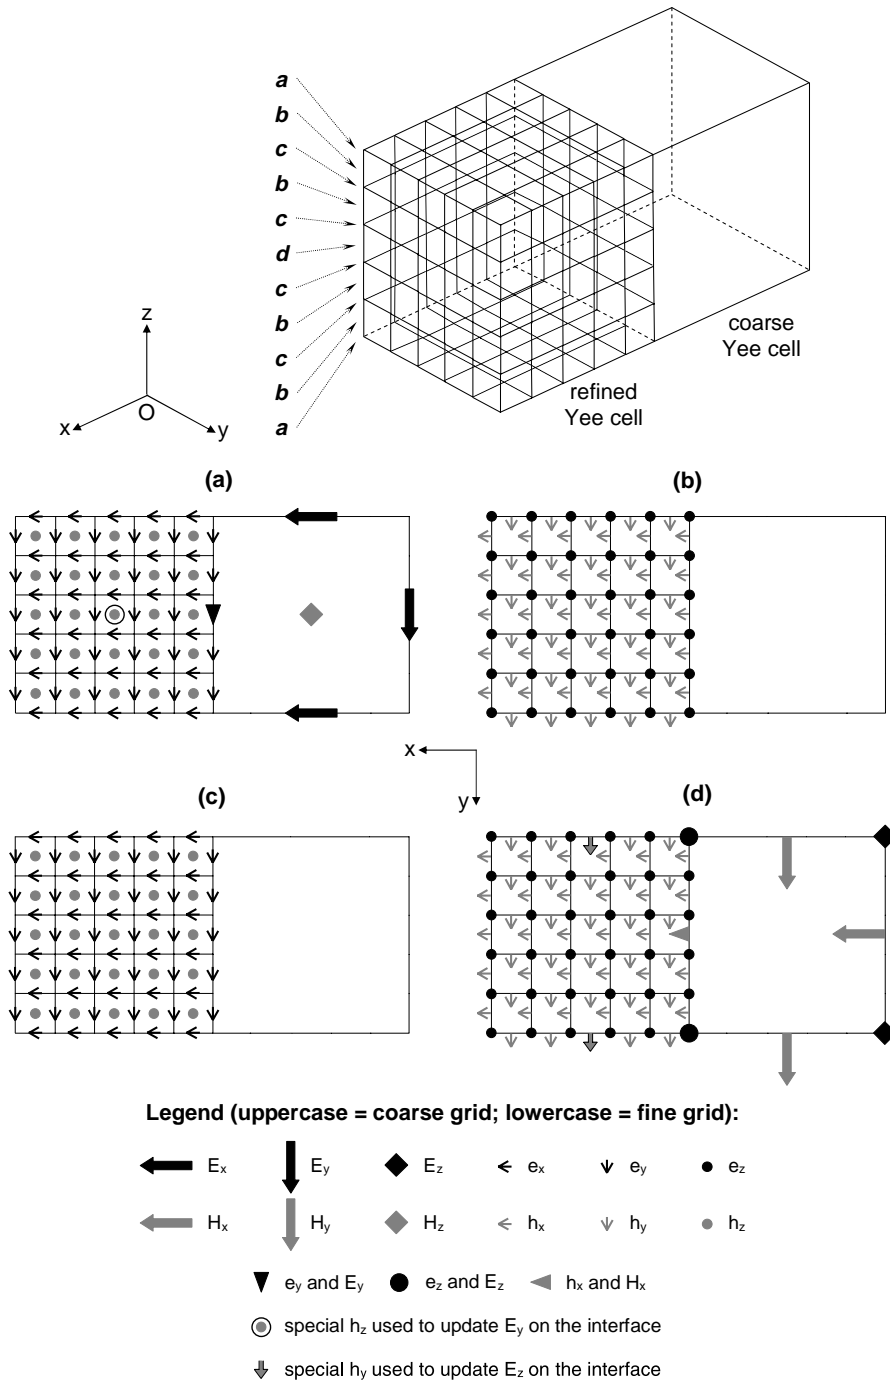 a
b
c
b
c
d
c
b
c
b
a
z
O
x
y
coarse
Yee cell
refined
Yee cell
(a)
(b)
x
y
(c)
(d)
Legend (uppercase = coarse grid; lowercase = fine grid):
Ex Ey Ez ex ey ez
Hx Hy Hz hx hy hz
ey and Ey ez and Ez hx and Hx
special hz used to update Ey on the interface
special hy used to update Ez on the interface